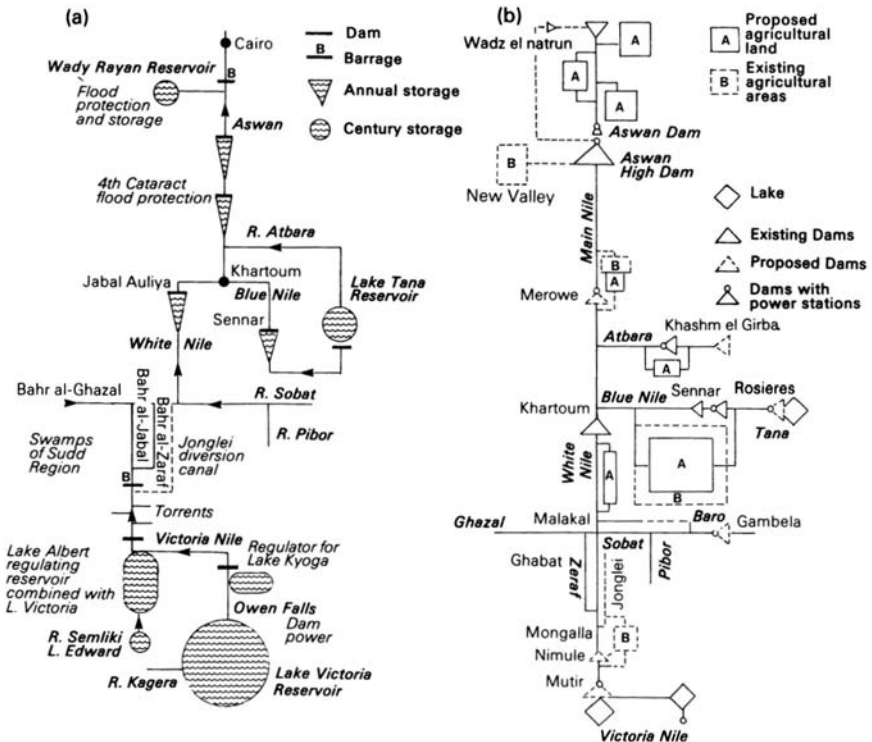 (a)
Cairo
Dam
B
Barrage
Wady Rayan Reservoir
B
Flood
protection
and storage
Annual storage
Century storage
Aswan
4th Cataract
flood protection
R. Atbara
Khartoum
Jabal Auliya
Blue Nile
Lake Tana
Reservoir
Sennar
White Nile
Bahr al-Ghazal
Bahr al-Jabal
Bahr al-Zaraf
R. Sobat
R. Pibor
Swamps
of Sudd
Region
Jonglei
diversion
canal
B
Torrents
Victoria Nile
Lake Albert
regulating
reservoir
combined with
L. Victoria
Regulator for
Lake Kyoga
Owen Falls
Dam
power
R. Semliki
L. Edward
R. Kagera
Lake Victoria
Reservoir
(b)
Wadz el natrun
A
A
A
A
Proposed
agricultural
land
B
Existing
agricultural
areas
Aswan Dam
B
Aswan
High Dam
New Valley
Lake
Existing Dams
Proposed Dams
Dams with
power stations
Main Nile
B
A
Merowe
Atbara
Khashm el Girba
A
Blue Nile
Sennar
Rosieres
Khartoum
Tana
White
Nile
A
A
B
Ghazal
Malakal
Baro
Gambela
Ghabat
Sobat
Zaraf
Jonglei
Pibor
Mongalla
B
Nimule
Mutir
Victoria Nile